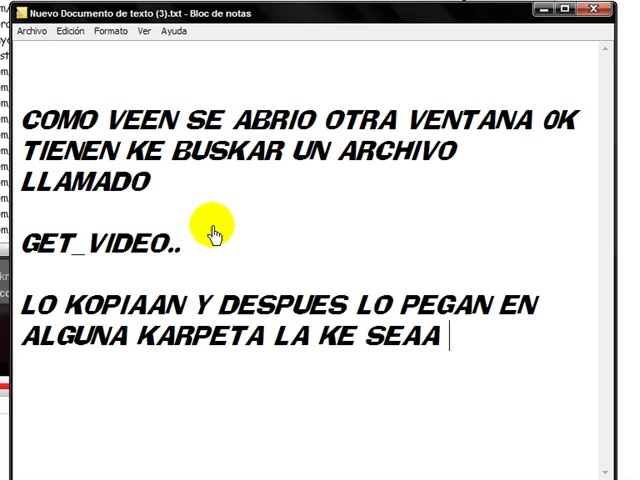 Nuevo Documento de texto (3).txt - Bloc de notas
Archivo Edición Formato Ver Ayuda
COMO VEEN SE ABRIO OTRA VENTANA 0K
TIENEN KE BUSKAR UN ARCHIVO
LLAMADO
GET_VIDEO..
LO KOPIAAN Y DESPUES LO PEGAN EN
ALGUNA KARPETA LA KE SEAA